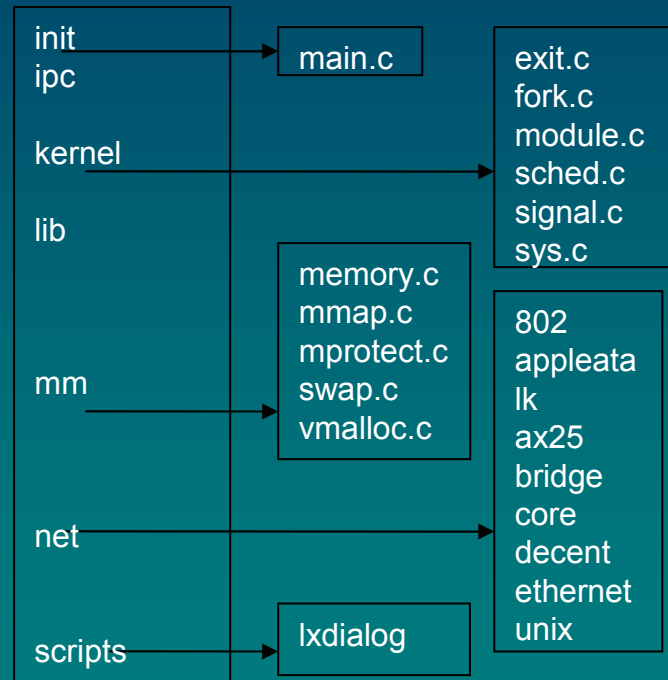 init
ipc
kernel
lib
mm
net
scripts
main.c
memory.c
mmap.c
mprotect.c
swap.c
vmalloc.c
lxdialog
exit.c
fork.c
module.c
sched.c
signal.c
sys.c
802
appleata
lk
ax25
bridge
core
decent
ethernet
unix